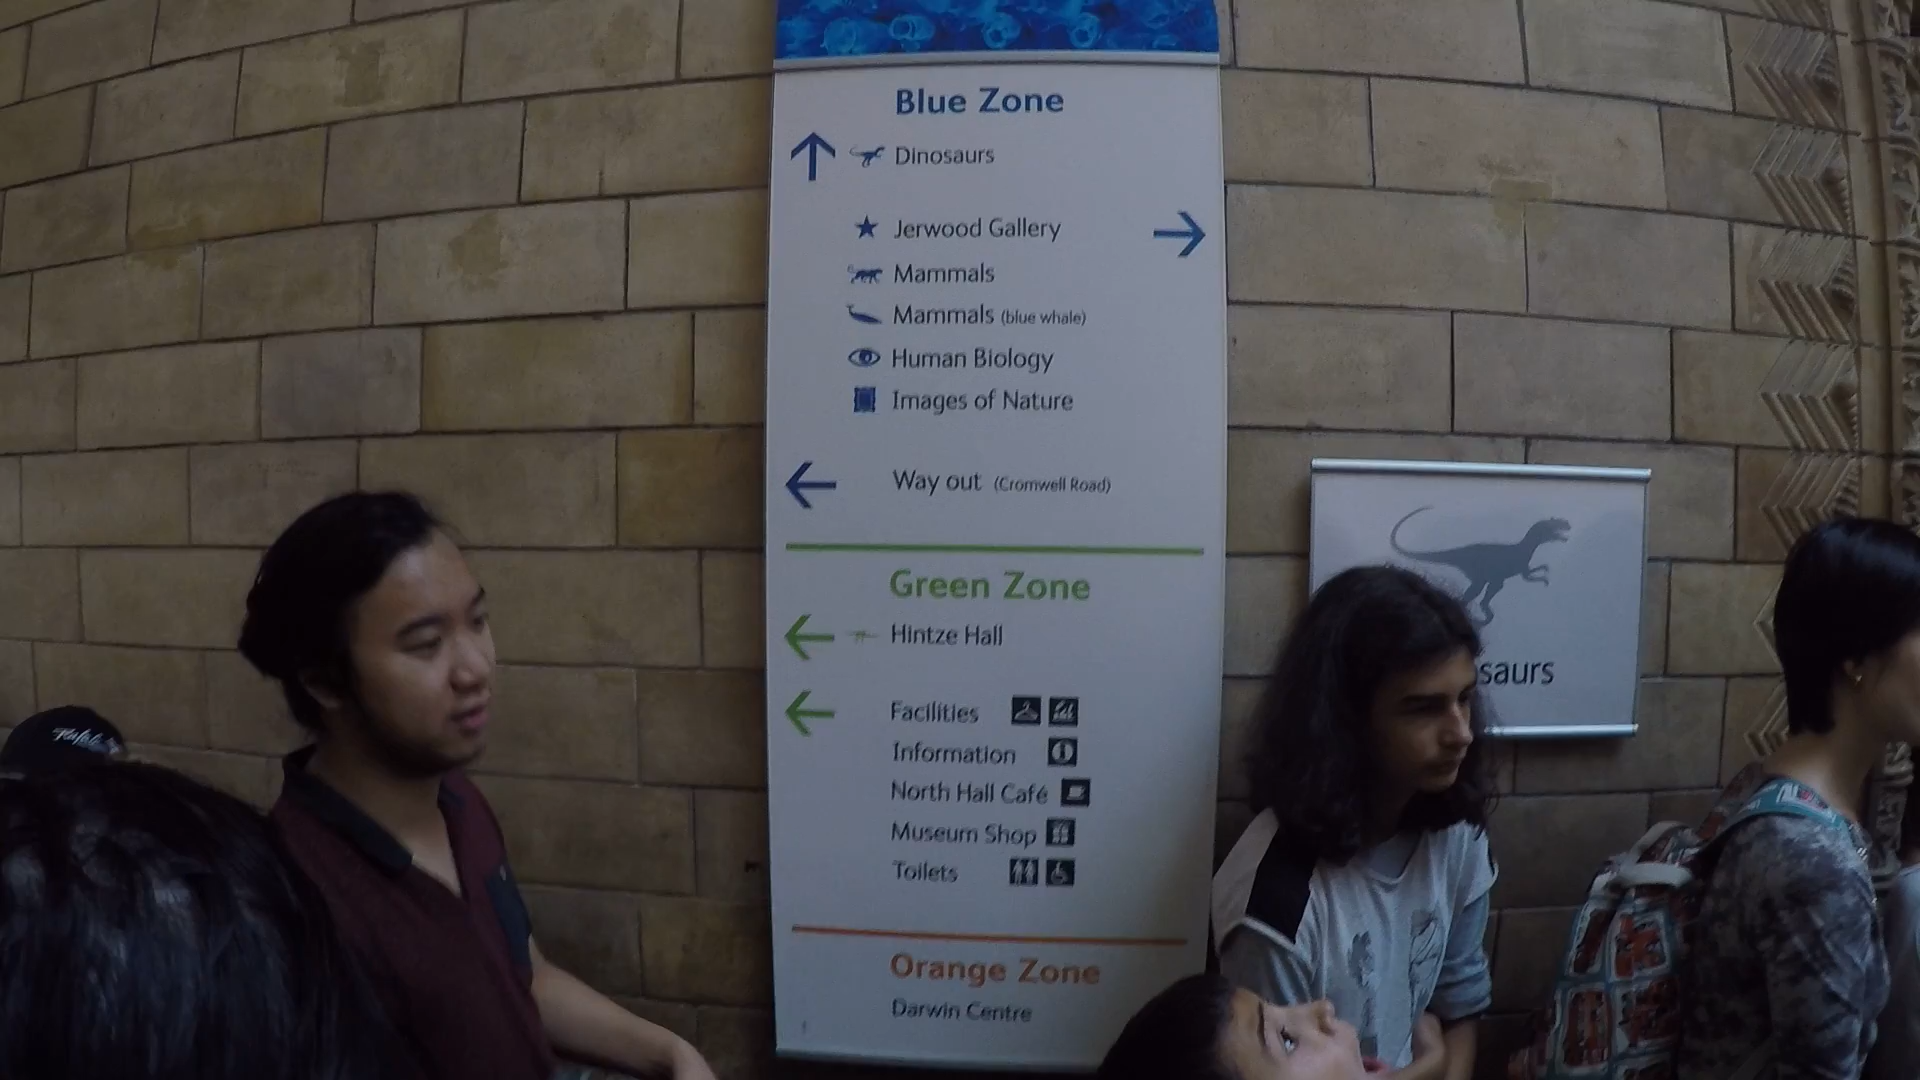 Blue Zone
Dinosaurs
Jerwood Gallery
Mammals
Mammals (blue whale)
Human Biology
Images of Nature
Way out (Cromwell Road)
Green Zone
Hintze Hall
Facilities
Information
North Hall Café
Museum Shop
Toilets
Orange Zone
Darwin Centre
saurs